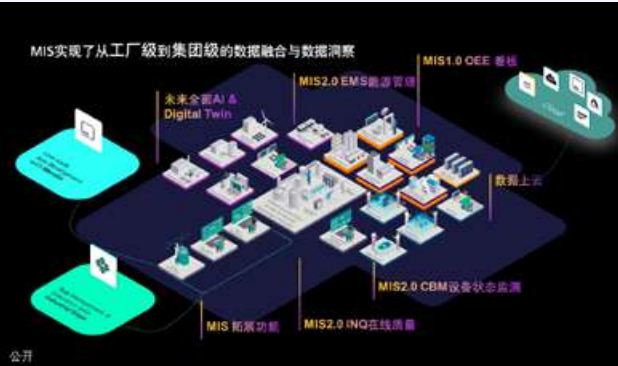 MIS实现了从工厂级到集团级的数据融合与数据洞察
MIS1.0 OEE 看板
MIS2.0 EMS能源管理
未来全面AI &
Digital Twin
Cloud
数据上云
MIS2.0 CBM设备状态监测
MIS2.0 INQ在线质量
MIS 拓展功能
公开